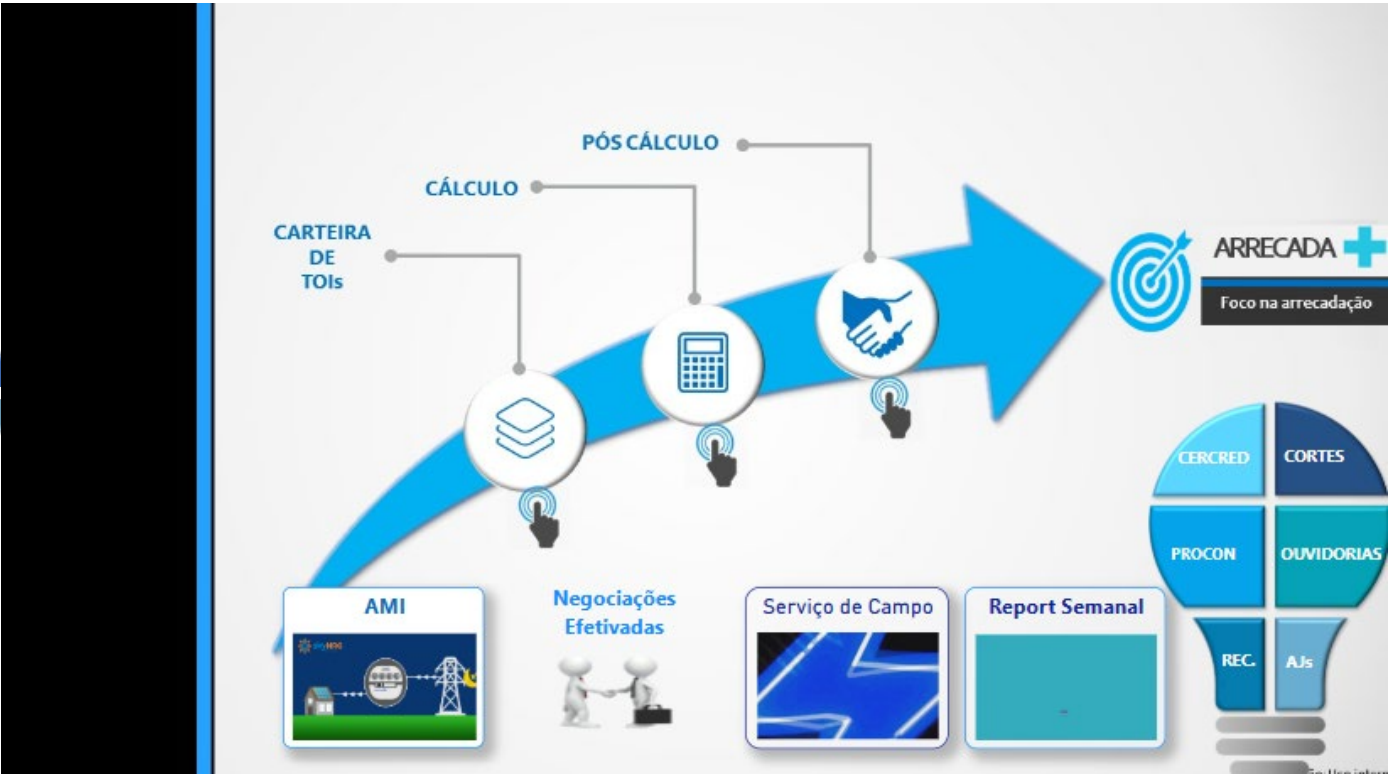 PÓS CÁLCULO
CÁLCULO
CARTEIRA
DE
TOIs
ARRECADA
Foco na arrecadação
CERCRED
CORTES
PROCON
OUVIDORIAS
REC.
AJs
AMI
Negociações
Efetivadas
Serviço de Campo
Report Semanal